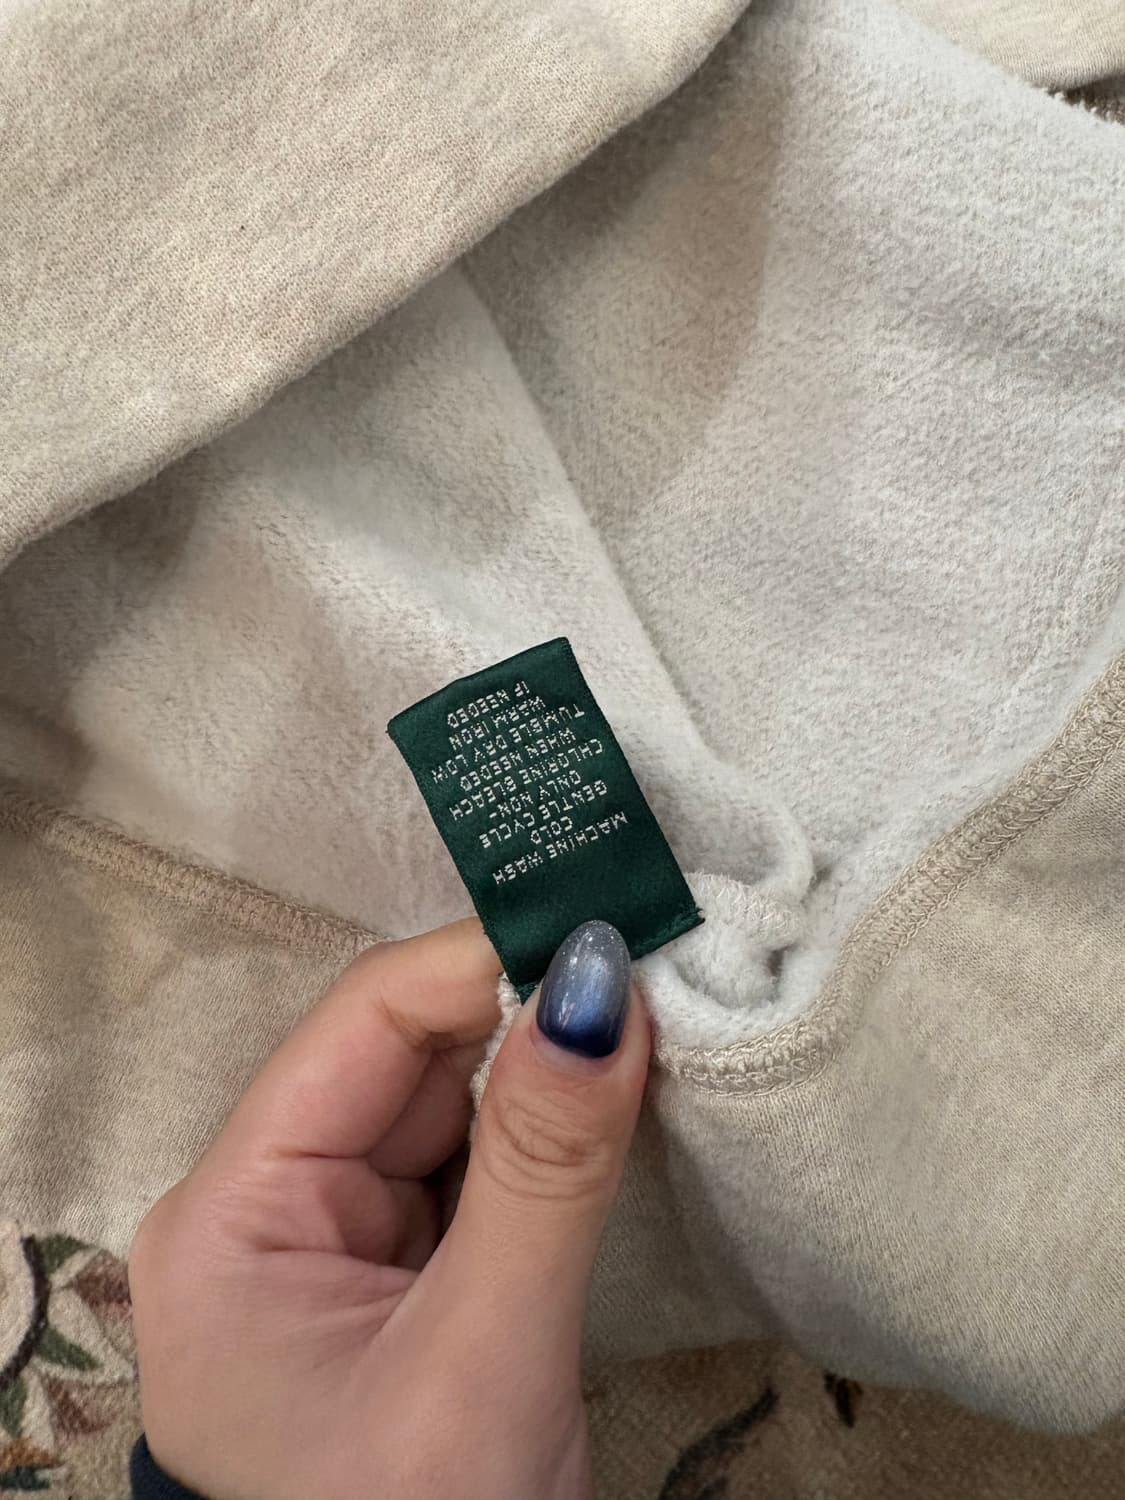 MACHINE WASH
COLD
GENTLE CYCLE
ONLY NON-
CHLORINE BLEACH
WHEN NEEDED
TUMBLE DRY LOW
WARM IRON
IF NEEDED